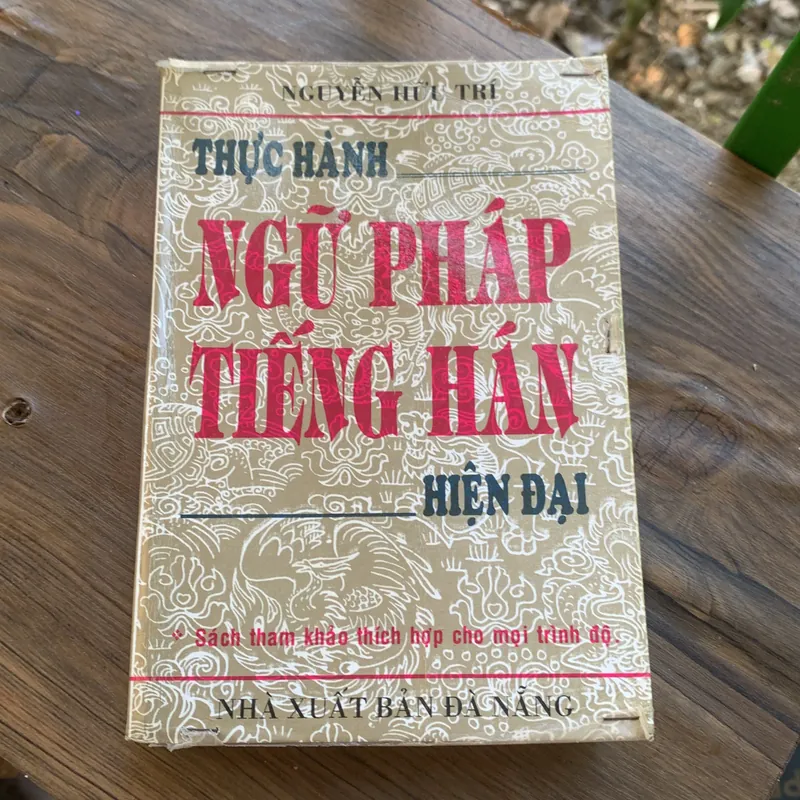 NGUYỄN HỮU TRÍ
THỰC HÀNH
NGỮ PHÁP
TIẾNG HÁN
HIỆN ĐẠI
* Sách tham khảo thích hợp cho mọi trình độ.
NHÀ XUẤT BẢN ĐÀ NẴNG